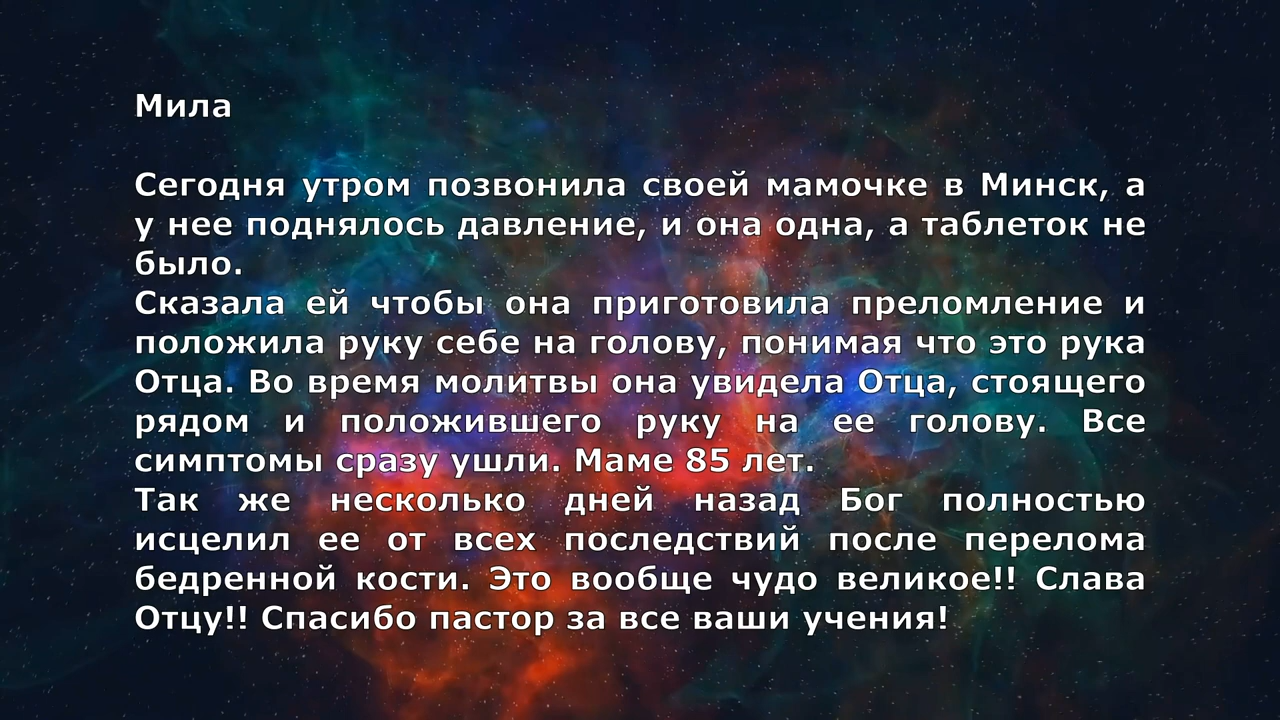 Мила
Сегодня утром позвонила своей мамочке в Минск, а
у нее поднялось давление, и она одна, а таблеток не
было.
Сказала ей чтобы она приготовила преломление и
положила руку себе на голову, понимая что это рука
Отца. Во время молитвы она увидела Отца, стоящего
рядом и положившего руку на ее голову. Все
симптомы сразу ушли. Маме 85 лет.
Так же несколько дней назад Бог полностью
исцелил ее от всех последствий после перелома
бедренной кости. Это вообще чудо великое!! Слава
Отцу!! Спасибо пастор за все ваши учения!